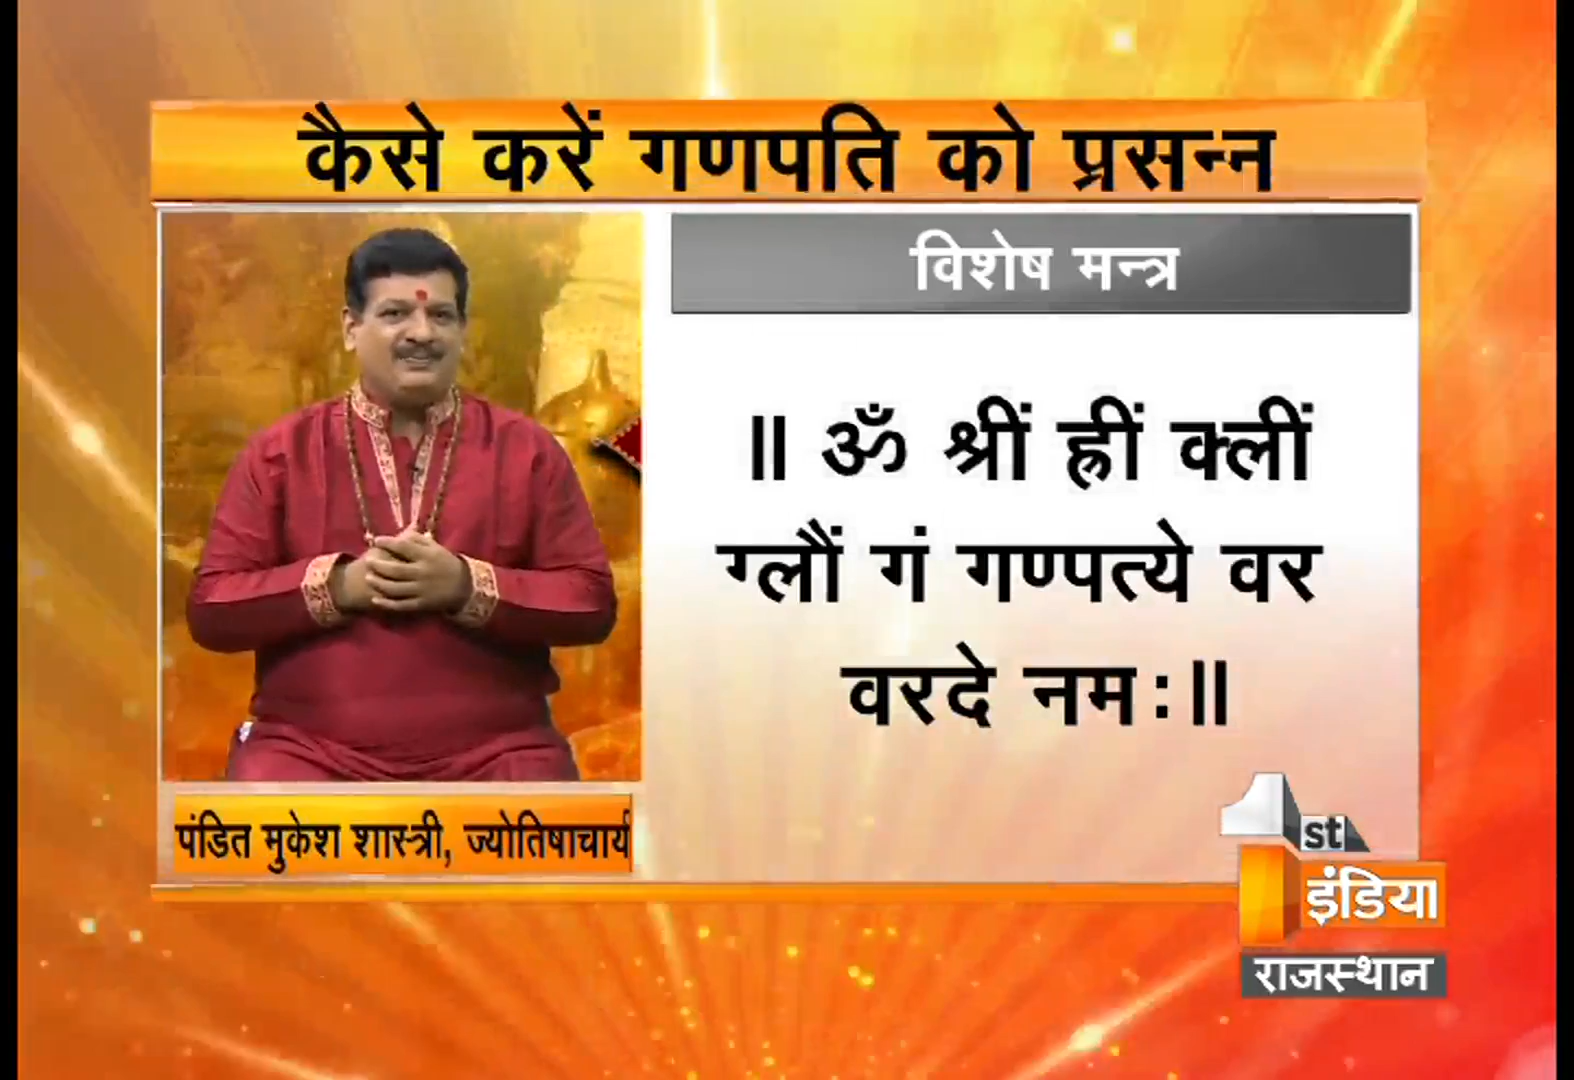 कैसे करें गणपति को प्रसन्न
विशेष मन्त्र
॥ ॐ श्रीं ह्रीं क्लीं
ग्लौं गं गण्पत्ये वर
वरदे नमः॥
पंडित मुकेश शास्त्री, ज्योतिषाचार्य
1st
इंडिया
राजस्थान